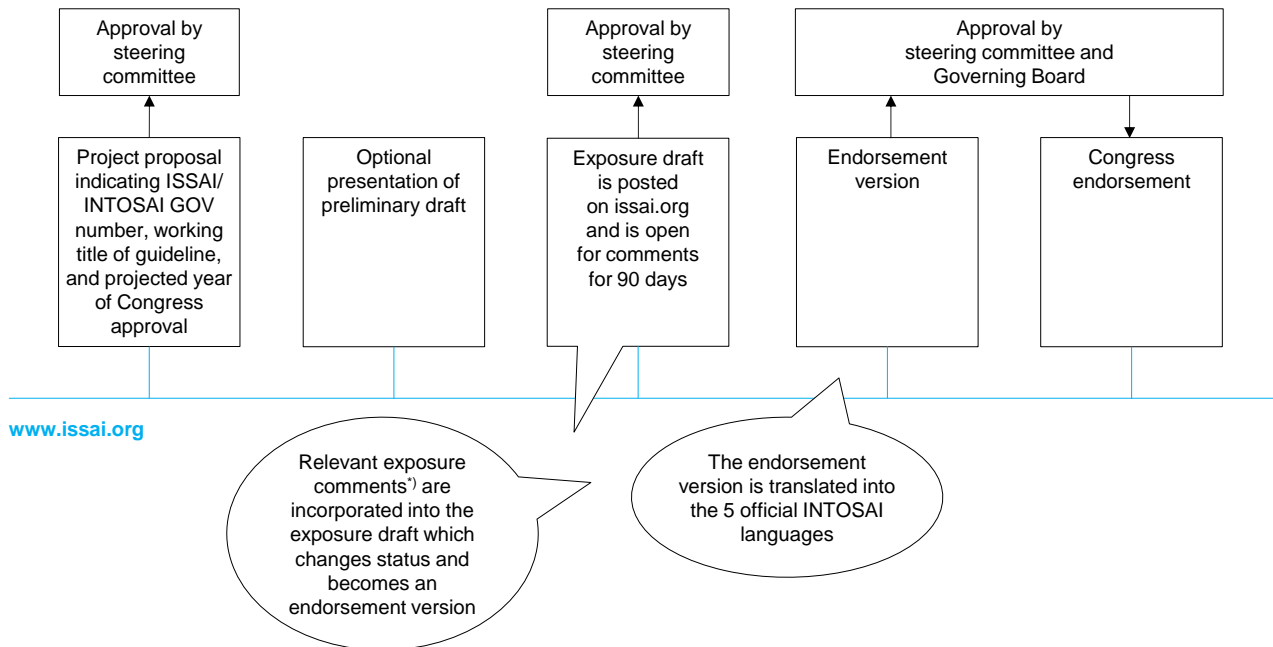 Approval by
steering
committee
Approval by
steering
committee
Approval by
steering committee and
Governing Board
Project proposal
indicating ISSAI/
INTOSAI GOV
number, working
title of guideline,
and projected year
of Congress
approval
Optional
presentation of
preliminary draft
Exposure draft
is posted
on issai.org
and is open
for comments
for 90 days
Endorsement
version
Congress
endorsement
www.issai.org
Relevant exposure
comments*) are
incorporated into the
exposure draft which
changes status and
becomes an
endorsement version
The endorsement
version is translated into
the 5 official INTOSAI
languages